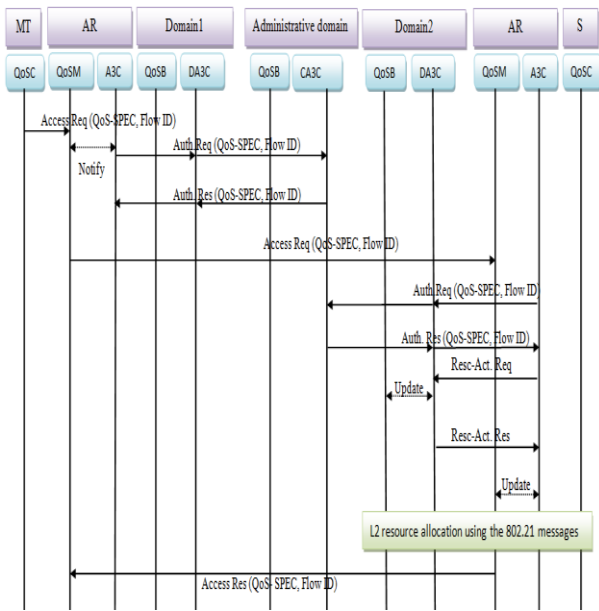 MT AR Domain1 Administrative domain Domain2 AR S
QoSC QoSM A3C QoSB DA3C QoSB CA3C QoSB DA3C QoSM A3C QoSC
Access Req (QoS-SPEC, Flow ID)
Auth.Req (QoS-SPEC, Flow ID)
Notify
Auth. Res (QoS-SPEC, Flow ID)
Access Req (QoS-SPEC, Flow ID)
Auth.Req (QoS-SPEC, Flow ID)
Auth. Res (QoS-SPEC, Flow ID)
Resc-Act. Req
Update
Resc-Act. Res
Update
L2 resource allocation using the 802.21 messages
Access Res (QoS- SPEC, Flow ID)